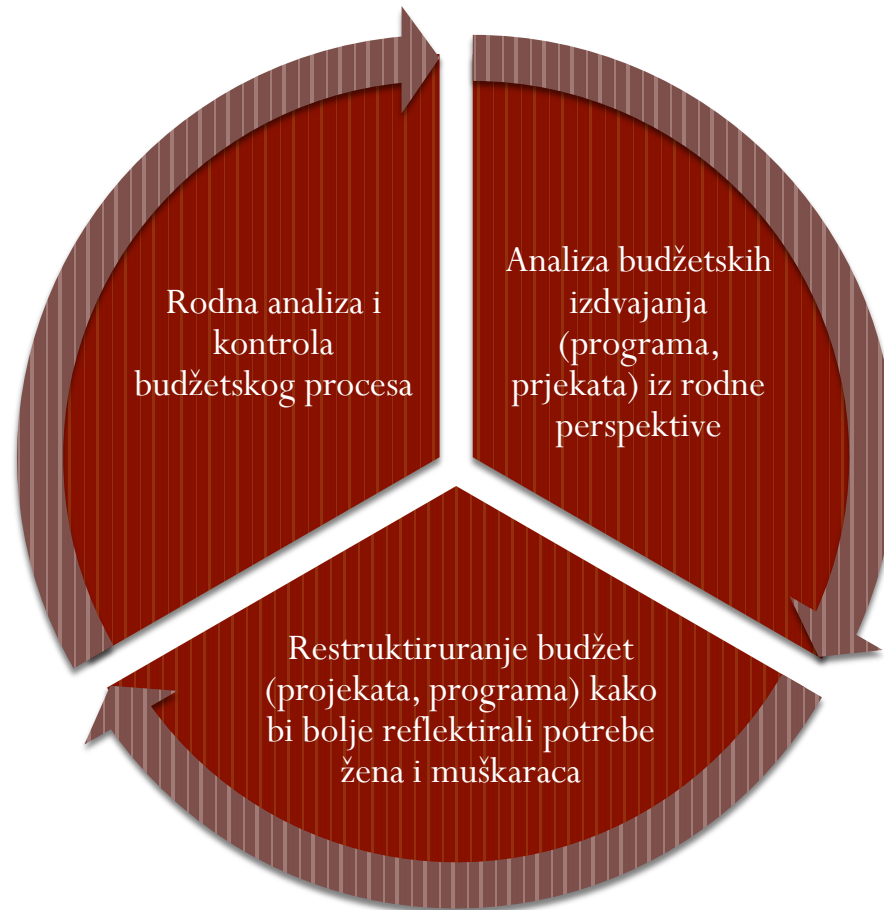 Rodna analiza i
kontrola
budžetskog procesa
Analiza budžetskih
izdvajanja
(programa,
prjekata) iz rodne
perspektive
Restruktiruranje budžet
(projekata, programa) kako
bi bolje reflektirali potrebe
žena i muškaraca